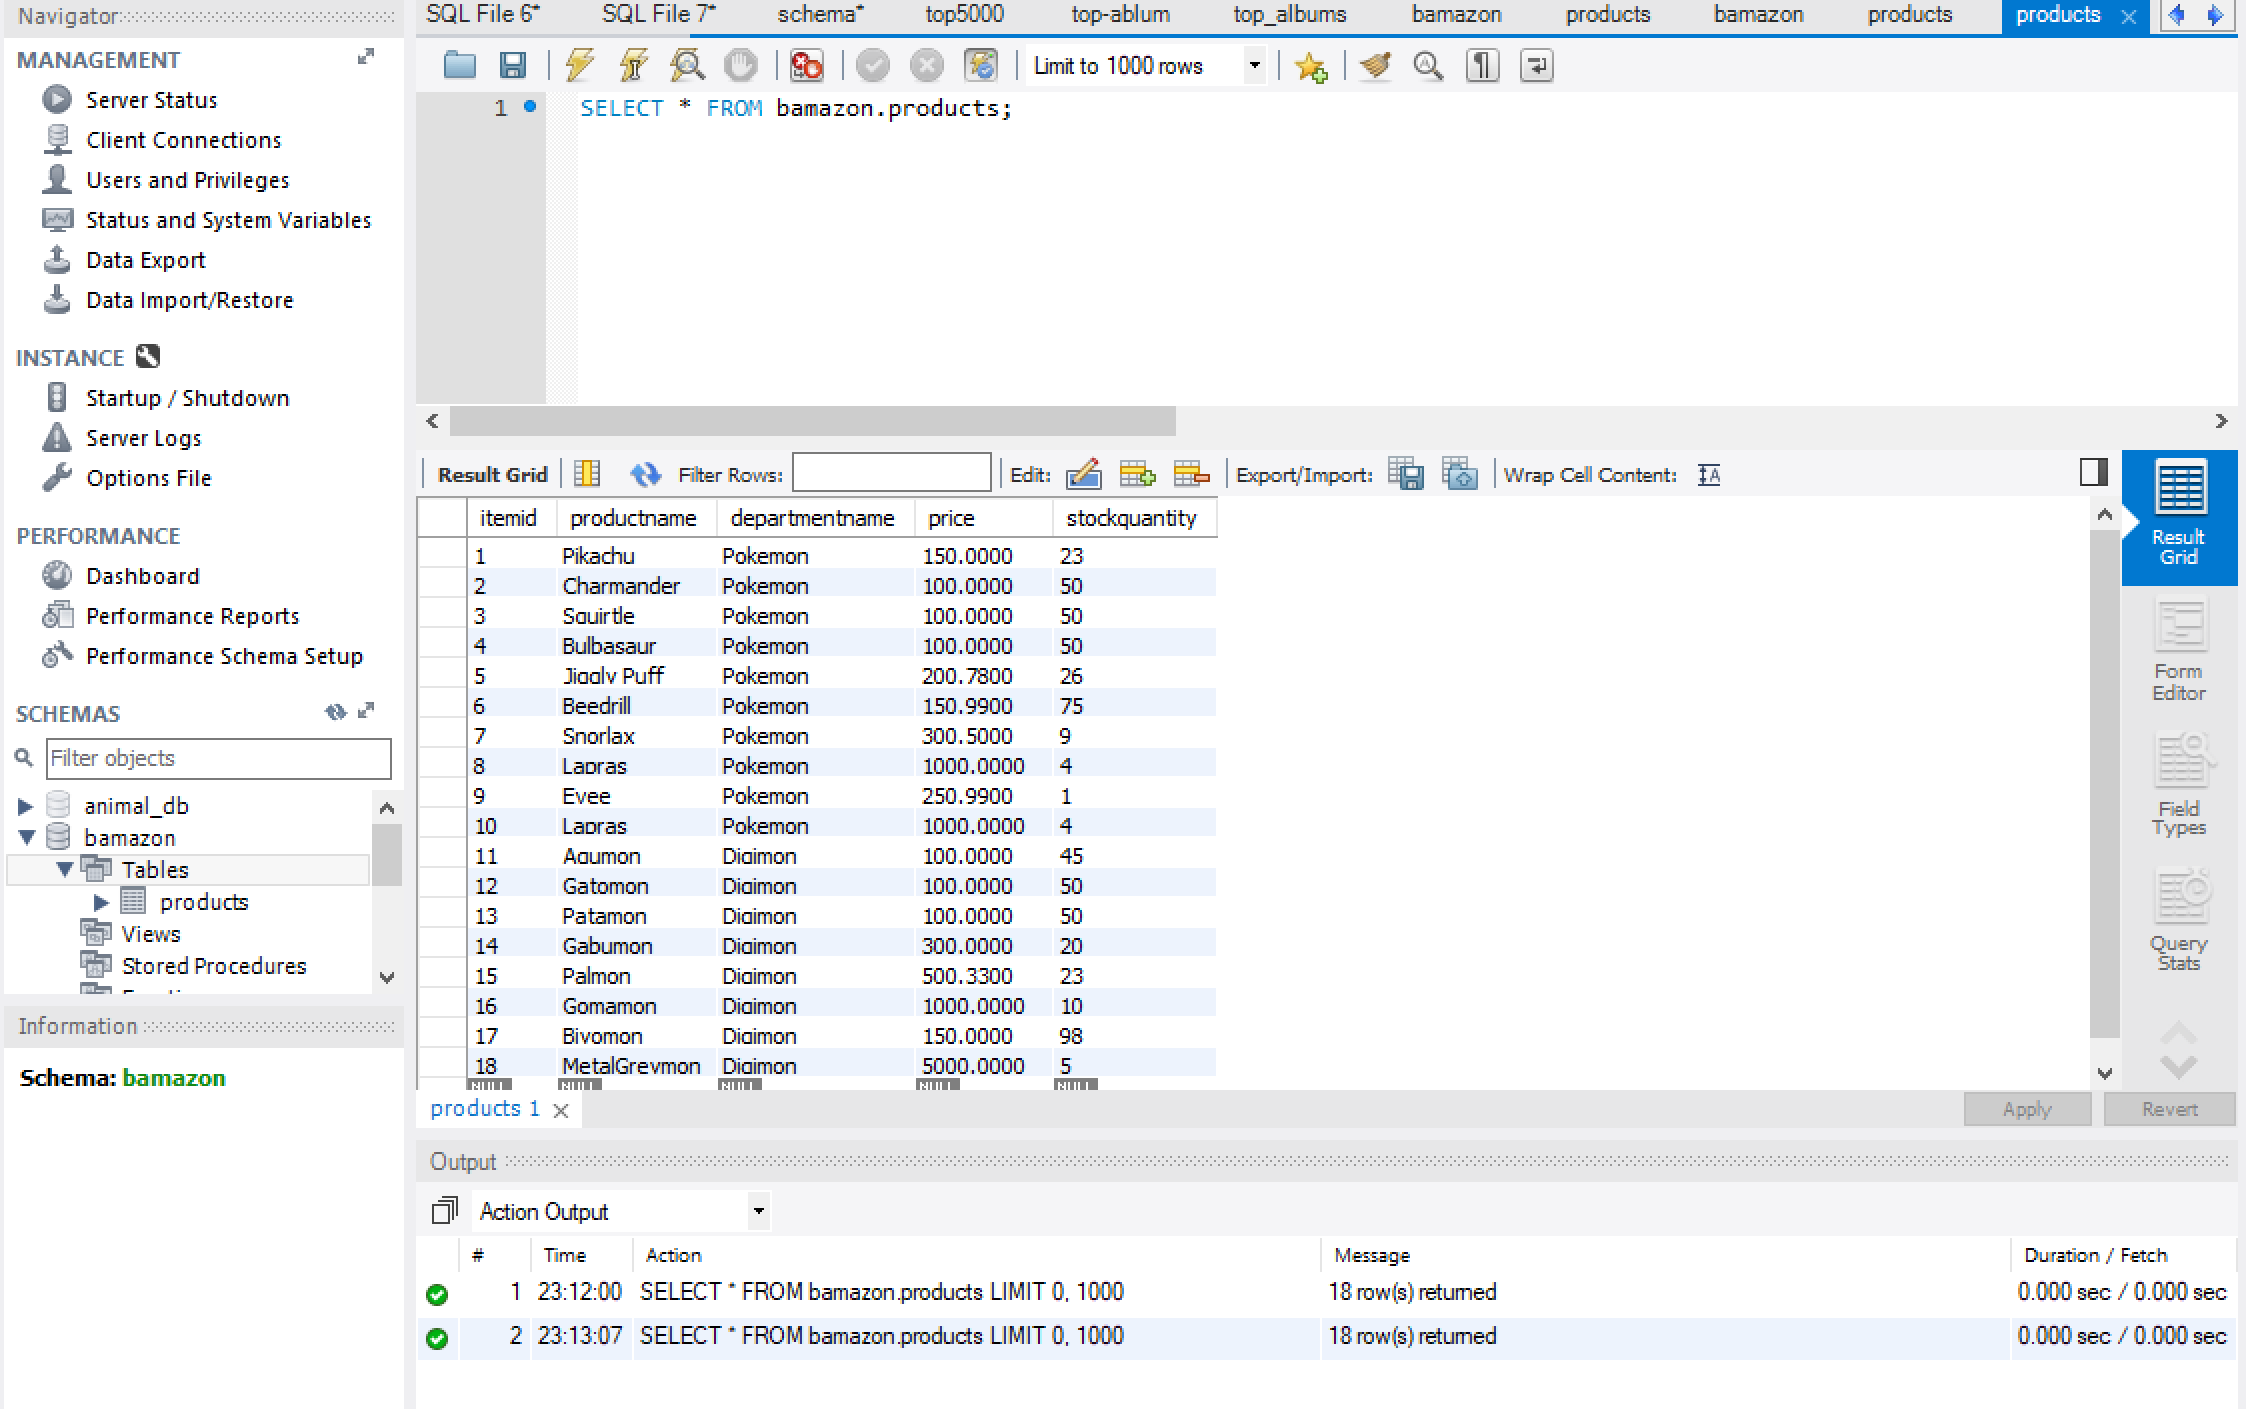 Navigator
MANAGEMENT
Server Status
Client Connections
Users and Privileges
Status and System Variables
Data Export
Data Import/Restore
INSTANCE
Startup / Shutdown
Server Logs
Options File
PERFORMANCE
Dashboard
Performance Reports
Performance Schema Setup
SCHEMAS
Filter objects
animal_db
bamazon
Tables
products
Views
Stored Procedures
Information
Schema: bamazon
SQL File 6* SQL File 7* schema* top5000 top-ablum top_albums bamazon products bamazon products products
Limit to 1000 rows
1 SELECT * FROM bamazon.products;
Result Grid Filter Rows: Edit: Export/Import: Wrap Cell Content:
itemid productname departmentname price stockquantity
1 Pikachu Pokemon 150.0000 23
2 Charmander Pokemon 100.0000 50
3 Squirtle Pokemon 100.0000 50
4 Bulbasaur Pokemon 100.0000 50
5 Jiggly Puff Pokemon 200.7800 26
6 Beedrill Pokemon 150.9900 75
7 Snorlax Pokemon 300.5000 9
8 Lapras Pokemon 1000.0000 4
9 Evee Pokemon 250.9900 1
10 Lapras Pokemon 1000.0000 4
11 Agumon Digimon 100.0000 45
12 Gatomon Digimon 100.0000 50
13 Patamon Digimon 100.0000 50
14 Gabumon Digimon 300.0000 20
15 Palmon Digimon 500.3300 23
16 Gomamon Digimon 1000.0000 10
17 Biyomon Digimon 150.0000 98
18 MetalGreymon Digimon 5000.0000 5
NULL NULL NULL NULL NULL
Result
Grid
Form
Editor
Field
Types
Query
Stats
products 1
Apply Revert
Output
Action Output
# Time Action Message Duration / Fetch
1 23:12:00 SELECT * FROM bamazon.products LIMIT 0, 1000 18 row(s) returned 0.000 sec / 0.000 sec
2 23:13:07 SELECT * FROM bamazon.products LIMIT 0, 1000 18 row(s) returned 0.000 sec / 0.000 sec